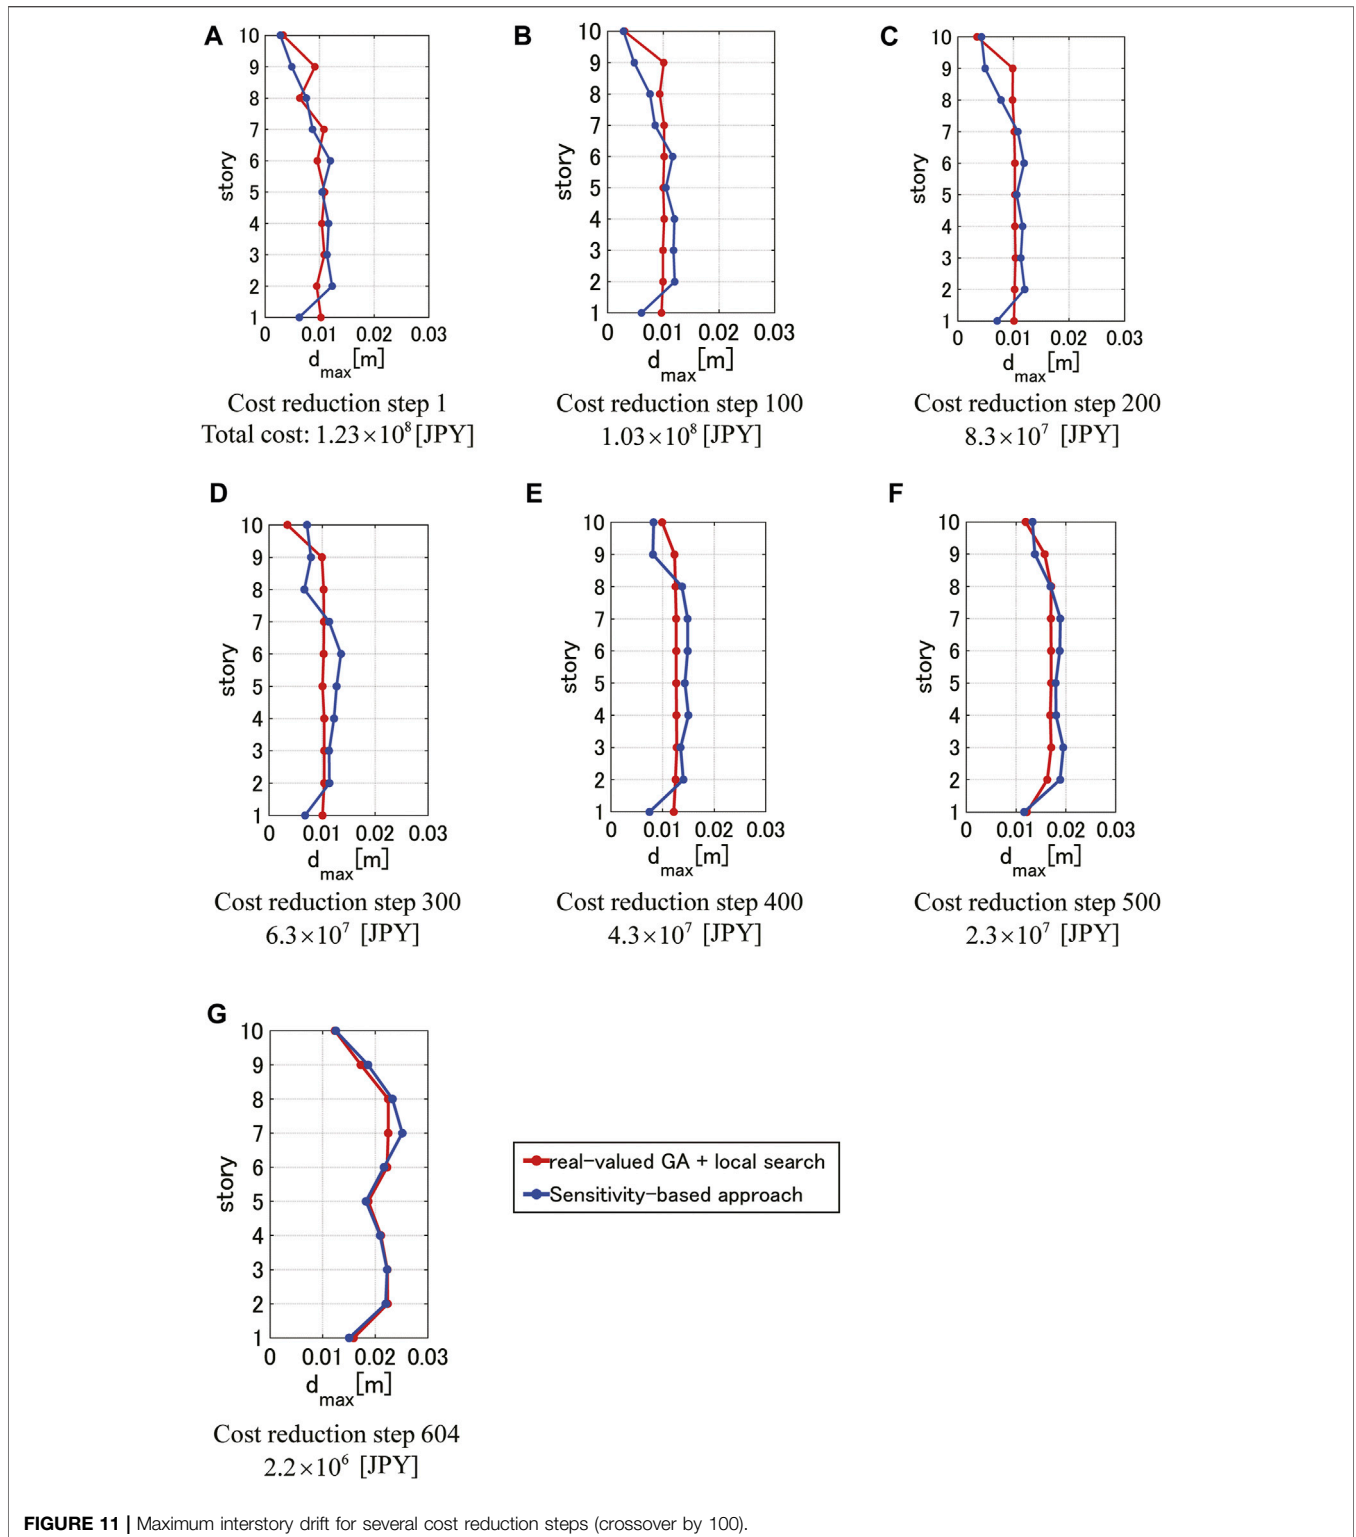 A
story
10
9
8
7
6
5
4
3
2
1
0 0.01 0.02 0.03
d_max[m]
Cost reduction step 1
Total cost: 1.23×10⁸[JPY]
B
story
10
9
8
7
6
5
4
3
2
1
0 0.01 0.02 0.03
d_max[m]
Cost reduction step 100
1.03×10⁸[JPY]
C
story
10
9
8
7
6
5
4
3
2
1
0 0.01 0.02 0.03
d_max[m]
Cost reduction step 200
8.3×10⁷ [JPY]
D
story
10
9
8
7
6
5
4
3
2
1
0 0.01 0.02 0.03
d_max[m]
Cost reduction step 300
6.3×10⁷ [JPY]
E
story
10
9
8
7
6
5
4
3
2
1
0 0.01 0.02 0.03
d_max[m]
Cost reduction step 400
4.3×10⁷ [JPY]
F
story
10
9
8
7
6
5
4
3
2
1
0 0.01 0.02 0.03
d_max[m]
Cost reduction step 500
2.3×10⁷ [JPY]
G
story
10
9
8
7
6
5
4
3
2
1
0 0.01 0.02 0.03
d_max[m]
Cost reduction step 604
2.2×10⁶ [JPY]
real-valued GA + local search
Sensitivity-based approach
FIGURE 11 | Maximum interstory drift for several cost reduction steps (crossover by 100).